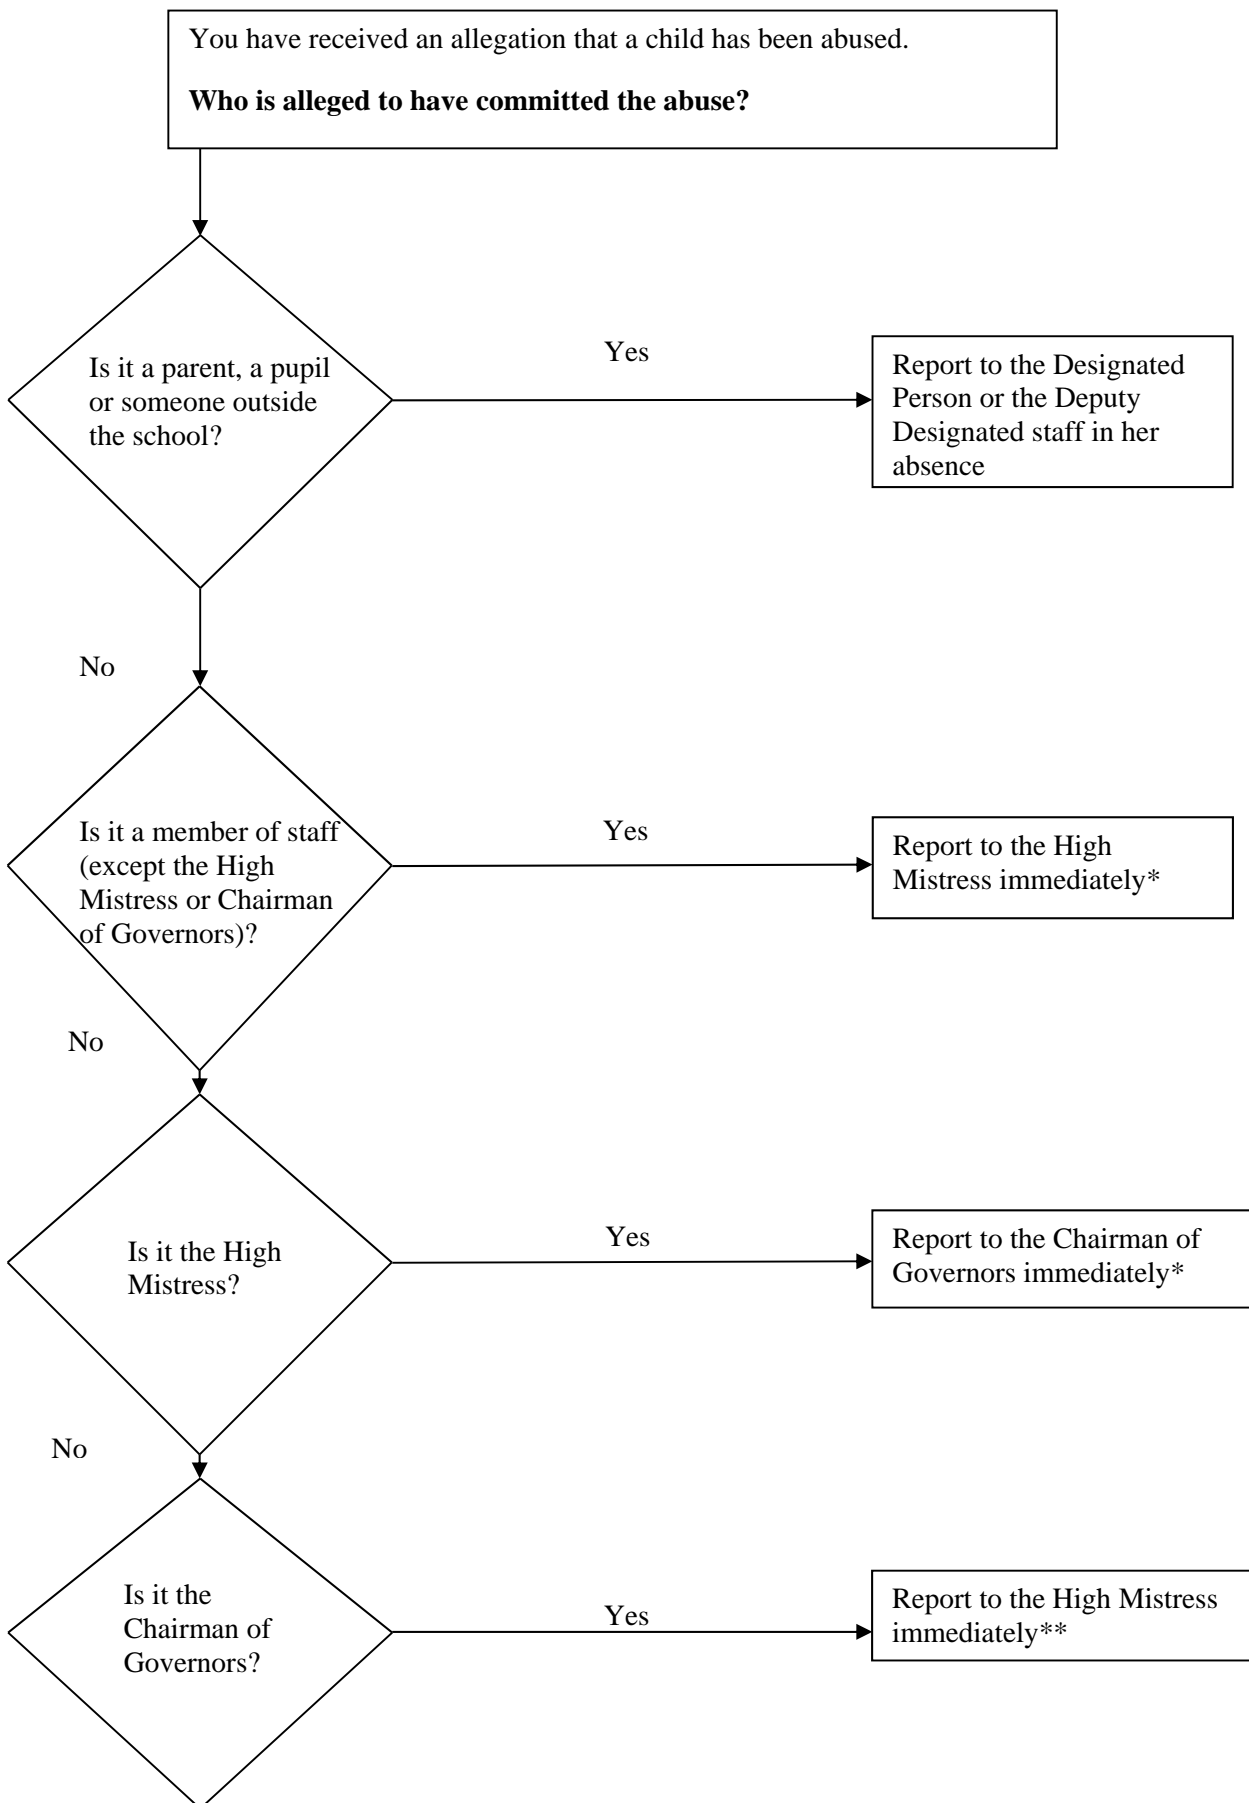 You have received an allegation that a child has been abused.
Who is alleged to have committed the abuse?
Is it a parent, a pupil
or someone outside
the school?
Yes
Report to the Designated
Person or the Deputy
Designated staff in her
absence
No
Is it a member of staff
(except the High
Mistress or Chairman
of Governors)?
Yes
Report to the High
Mistress immediately*
No
Is it the High
Mistress?
Yes
Report to the Chairman of
Governors immediately*
No
Is it the
Chairman of
Governors?
Yes
Report to the High Mistress
immediately**